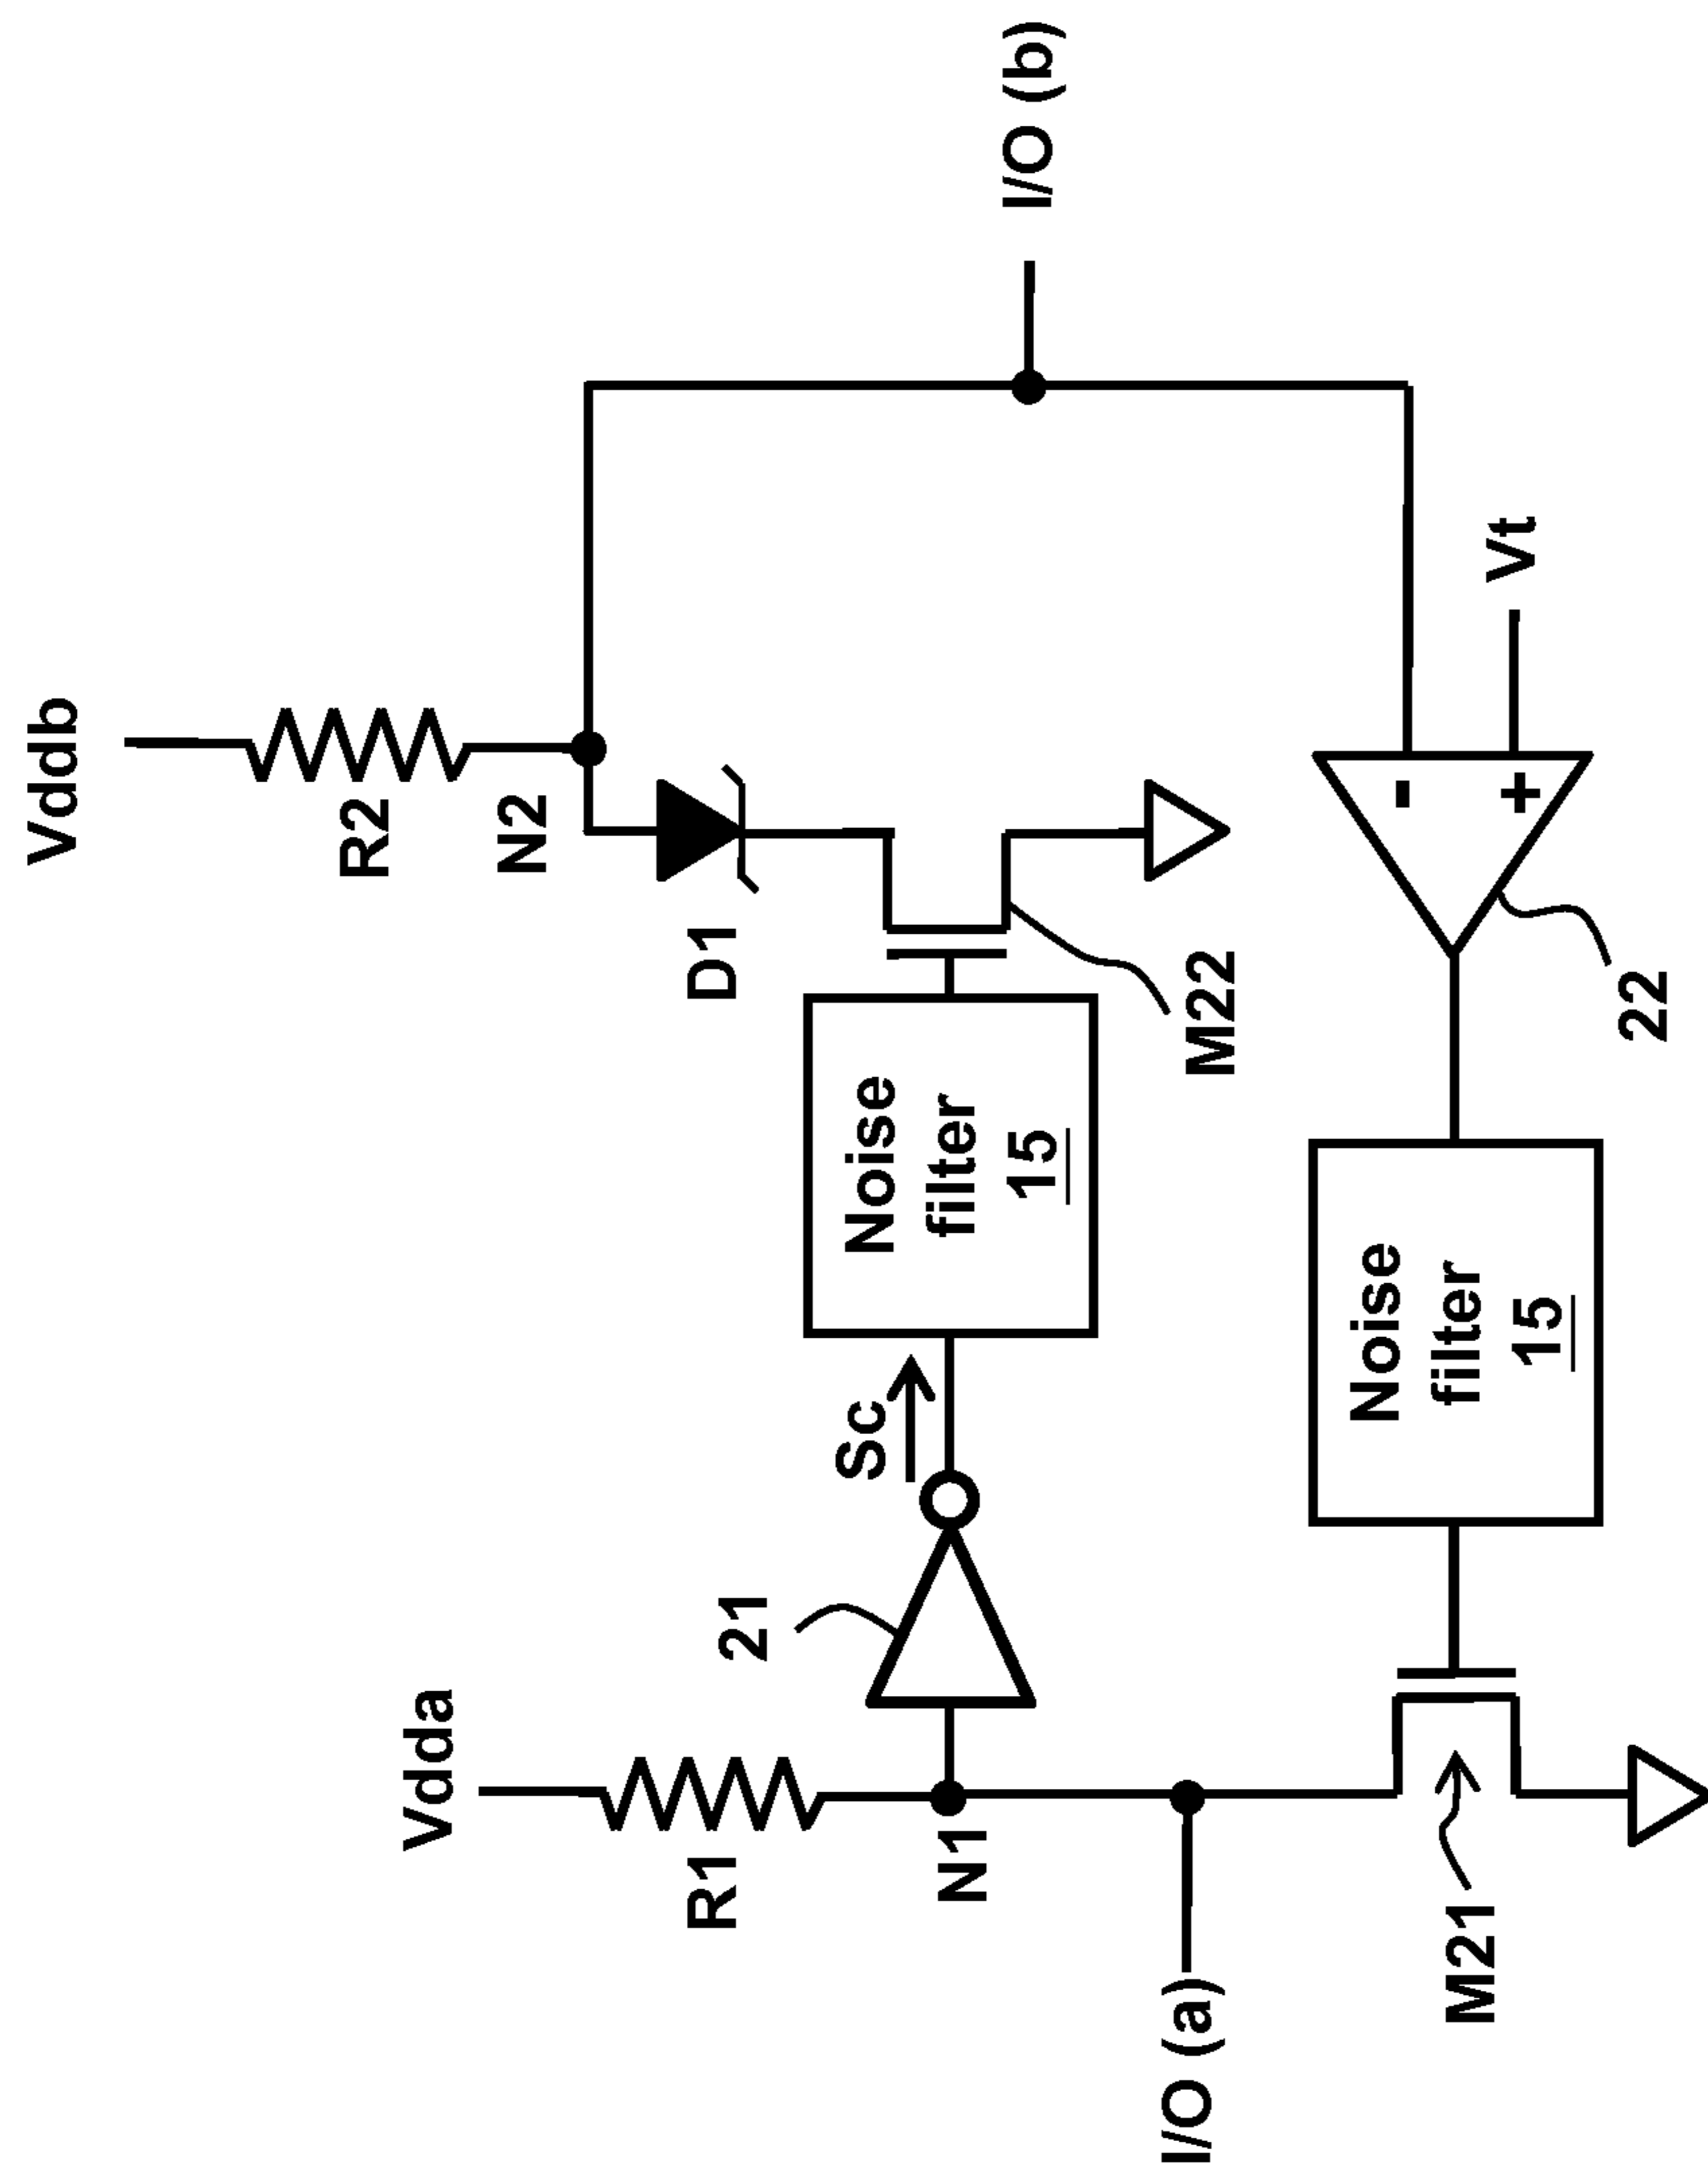 Vddb
R2
N2
Vdda
R1
D1
21
Sc
Noise
filter
15
N1
I/O (b)
I/O (a)
M22
Noise
filter
15
-
+
Vt
M21
22